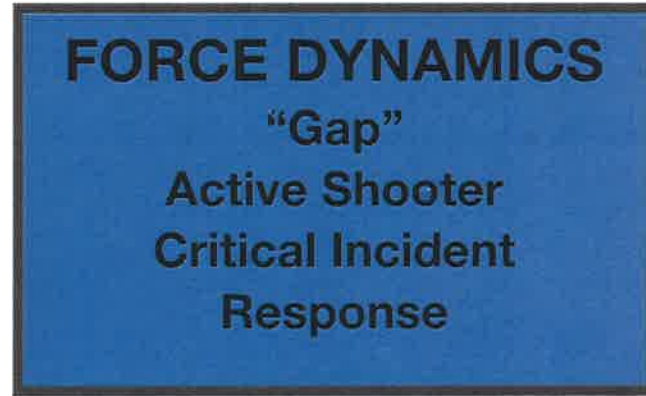 FORCE DYNAMICS
“Gap”
Active Shooter
Critical Incident
Response